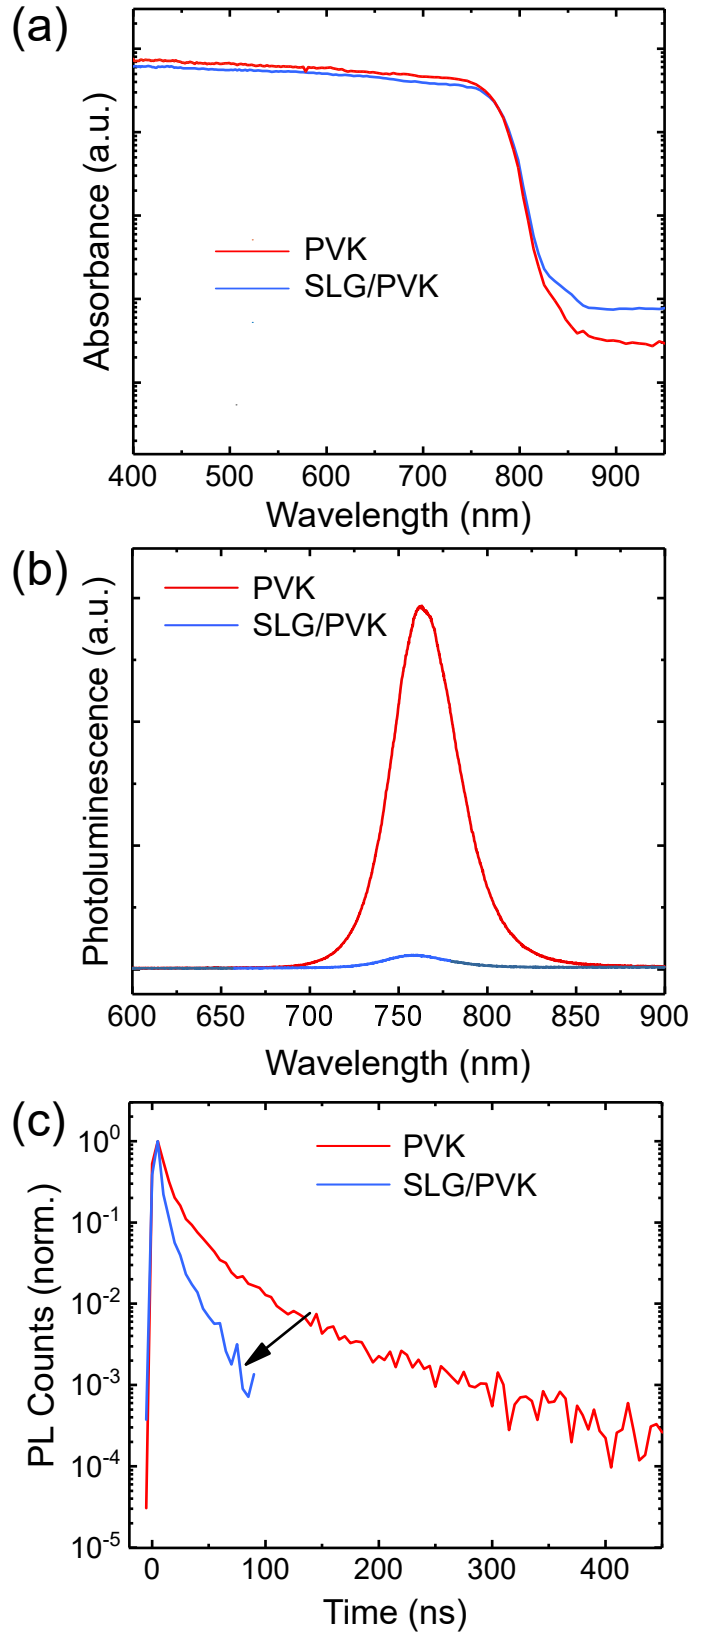 (a)
Absorbance (a.u.)
PVK
SLG/PVK
400 500 600 700 800 900
Wavelength (nm)
(b)
Photoluminescence (a.u.)
PVK
SLG/PVK
600 650 700 750 800 850 900
Wavelength (nm)
(c)
PL Counts (norm.)
PVK
SLG/PVK
10⁰
10⁻¹
10⁻²
10⁻³
10⁻⁴
10⁻⁵
0 100 200 300 400
Time (ns)